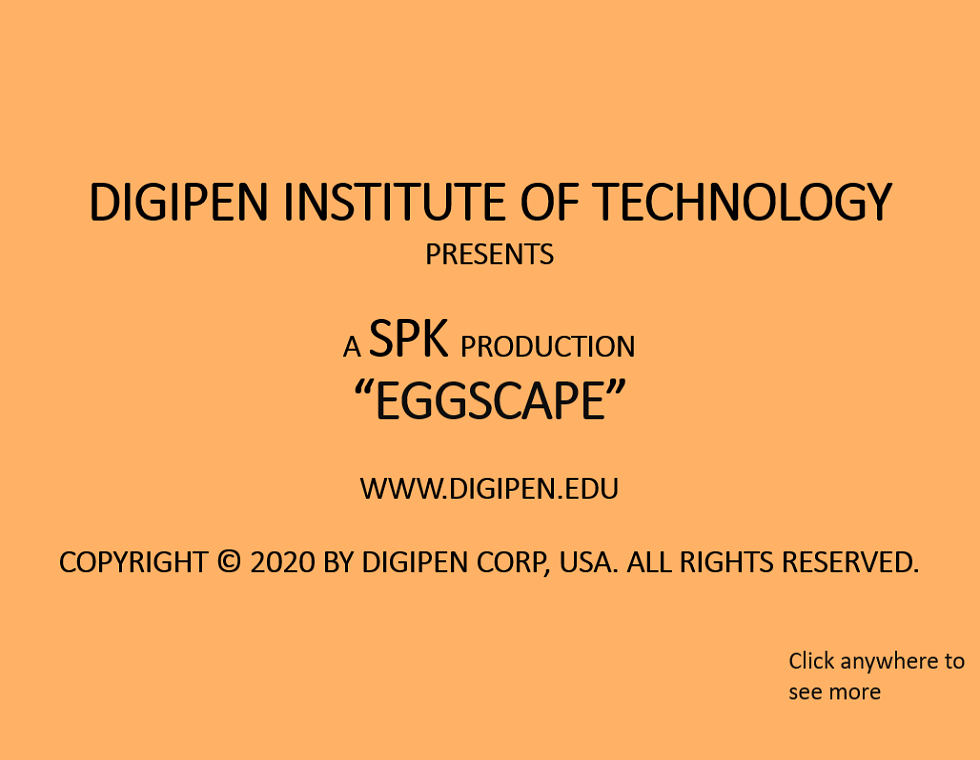 DIGIPEN INSTITUTE OF TECHNOLOGY
PRESENTS
A SPK PRODUCTION
“EGGSCAPE”
WWW.DIGIPEN.EDU
COPYRIGHT © 2020 BY DIGIPEN CORP, USA. ALL RIGHTS RESERVED.
Click anywhere to
see more